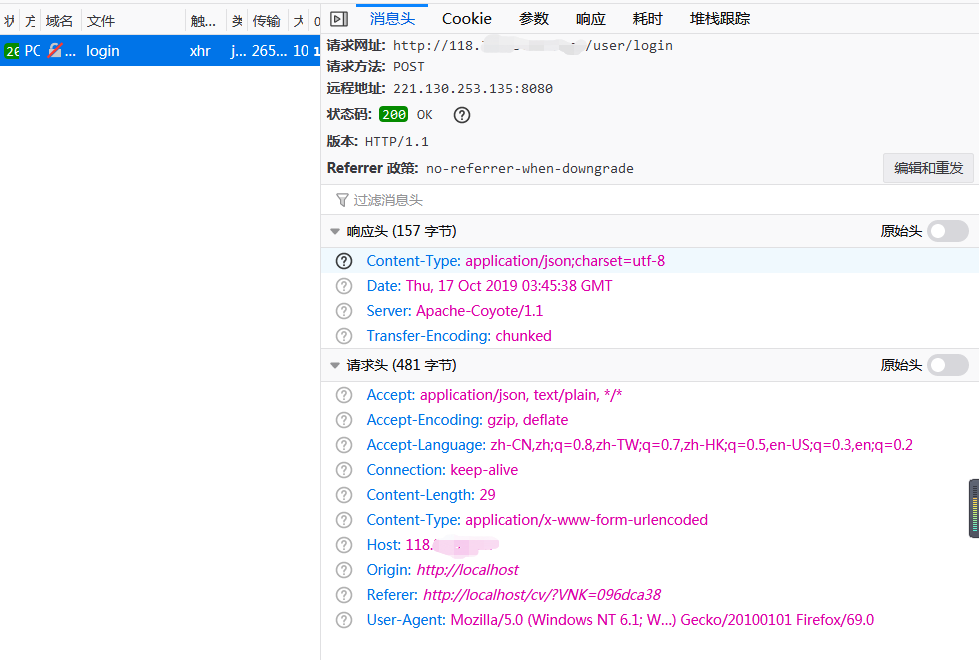 状 方 域名 文件 触... 类 传输 大 0
消息头 Cookie 参数 响应 耗时 堆栈跟踪
20 PO ... login xhr j... 265... 10 1
请求网址: http://118. /user/login
请求方法: POST
远程地址: 221.130.253.135:8080
状态码: 200 OK
版本: HTTP/1.1
Referrer 政策: no-referrer-when-downgrade
编辑和重发
过滤消息头
响应头 (157 字节)
原始头
Content-Type: application/json;charset=utf-8
Date: Thu, 17 Oct 2019 03:45:38 GMT
Server: Apache-Coyote/1.1
Transfer-Encoding: chunked
请求头 (481 字节)
原始头
Accept: application/json, text/plain, */*
Accept-Encoding: gzip, deflate
Accept-Language: zh-CN,zh;q=0.8,zh-TW;q=0.7,zh-HK;q=0.5,en-US;q=0.3,en;q=0.2
Connection: keep-alive
Content-Length: 29
Content-Type: application/x-www-form-urlencoded
Host: 118.
Origin: http://localhost
Referer: http://localhost/cv/?VNK=096dca38
User-Agent: Mozilla/5.0 (Windows NT 6.1; W...) Gecko/20100101 Firefox/69.0